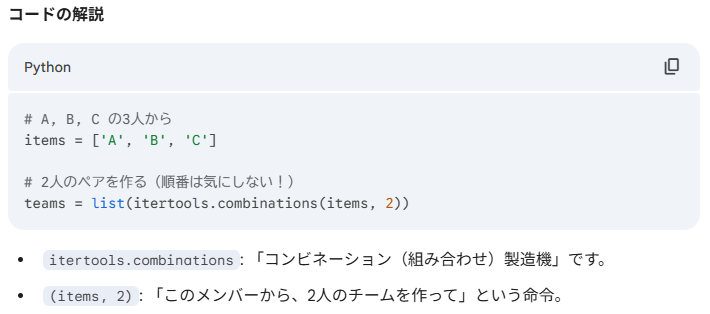 コードの解説
Python
# A, B, C の3人から
items = ['A', 'B', 'C']
# 2人のペアを作る（順番は気にしない！）
teams = list(itertools.combinations(items, 2))
• itertools.combinations: 「コンビネーション（組み合わせ）製造機」です。
• (items, 2): 「このメンバーから、2人のチームを作って」という命令。